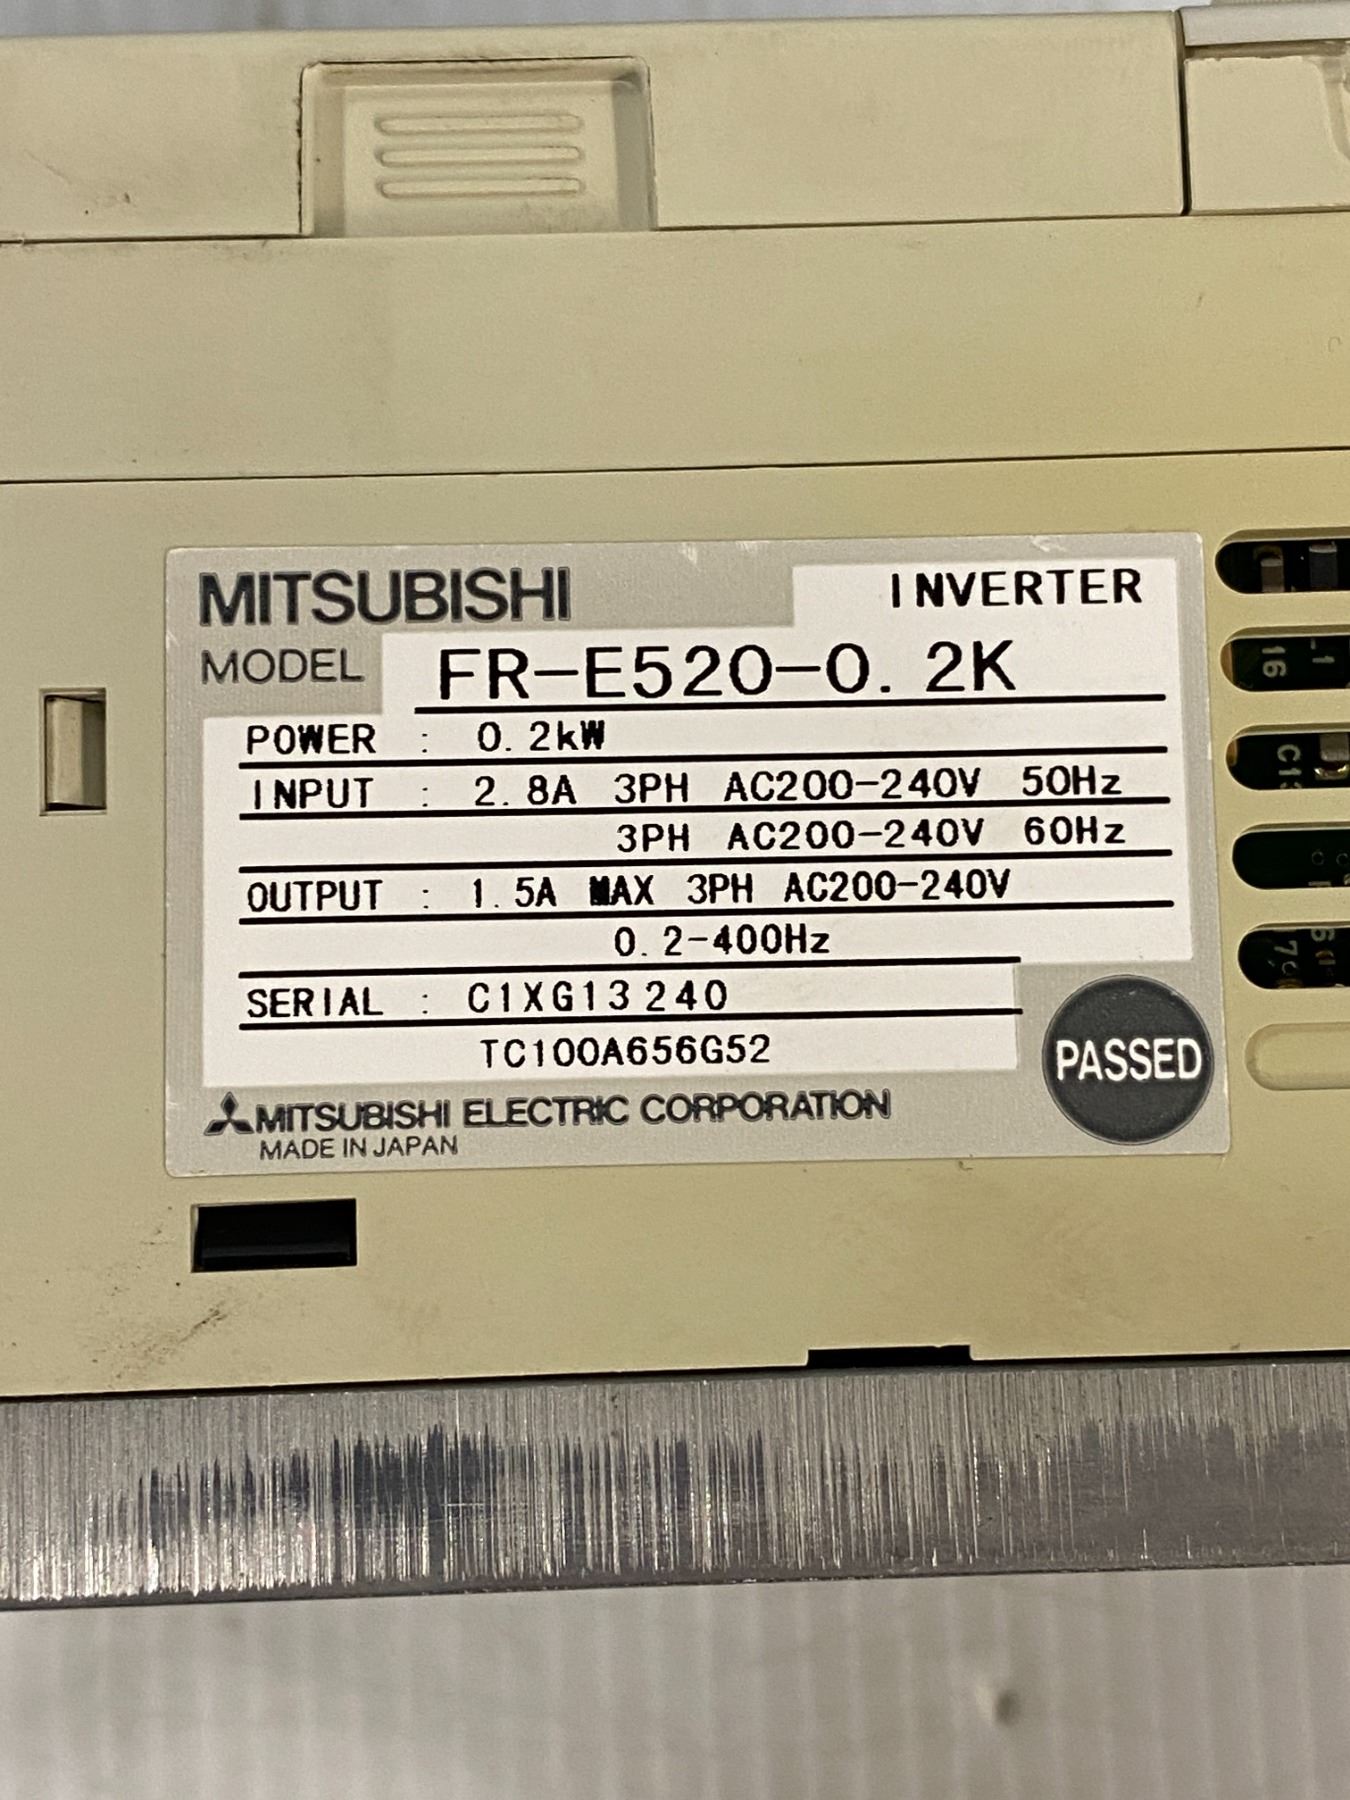 MITSUBISHI INVERTER
MODEL FR-E520-0.2K
POWER : 0.2kW
INPUT : 2.8A 3PH AC200-240V 50Hz
3PH AC200-240V 60Hz
OUTPUT : 1.5A MAX 3PH AC200-240V
0.2-400Hz
SERIAL : C1XG13240
TC100A656G52
PASSED
MITSUBISHI ELECTRIC CORPORATION
MADE IN JAPAN
16